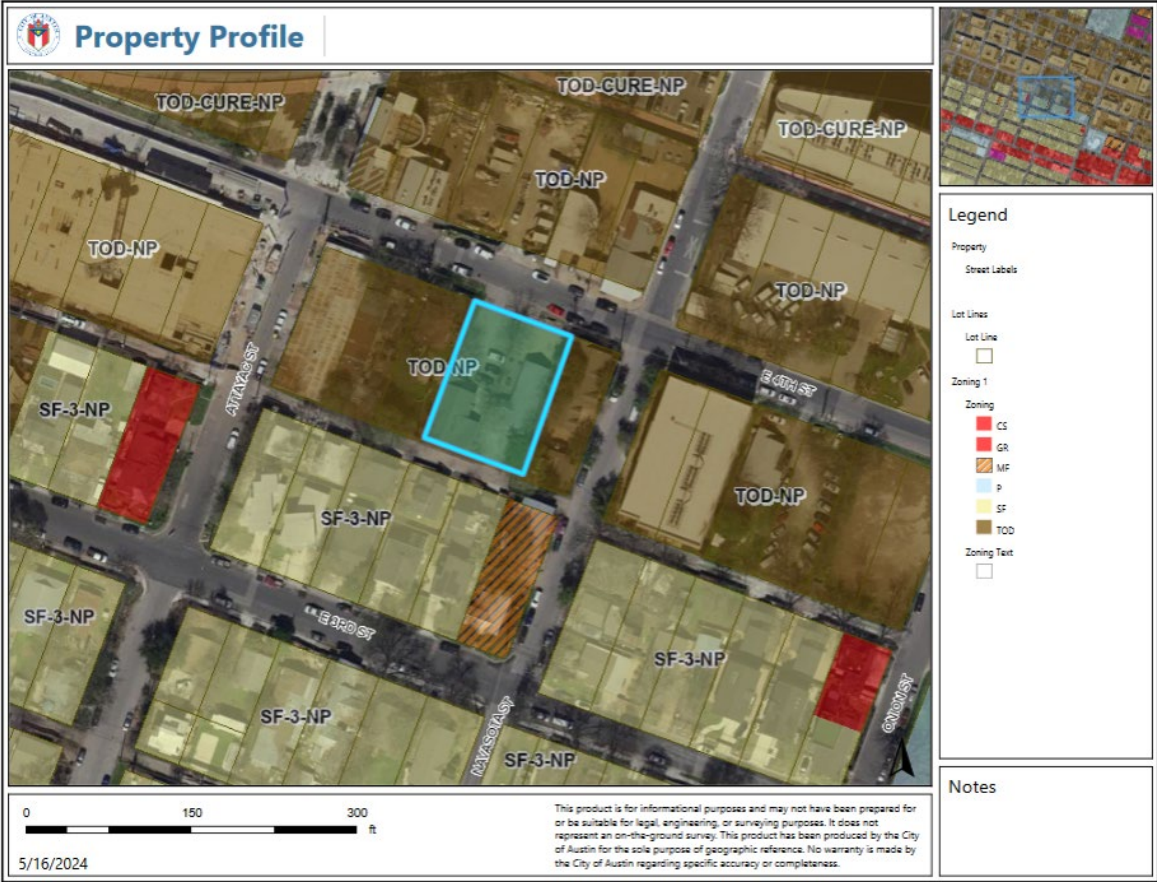 Property Profile
TOD-CURE-NP
TOD-CURE-NP
TOD-CURE-NP
TOD-NP
TOD-NP
TOD-NP
TOD-NP
E 4TH ST
ATTAYAC ST
SF-3-NP
SF-3-NP
TOD-NP
SF-3-NP
E 3RD ST
SF-3-NP
SF-3-NP
NAVASOTA ST
SF-3-NP
ONION ST
Legend
Property
Street Labels
Lot Lines
Lot Line
Zoning 1
Zoning
CS
GR
MF
P
SF
TOD
Zoning Text
Notes
0 150 300
ft
5/16/2024
This product is for informational purposes and may not have been prepared for
or be suitable for legal, engineering, or surveying purposes. It does not
represent an on-the-ground survey. This product has been produced by the City
of Austin for the sole purpose of geographic reference. No warranty is made by
the City of Austin regarding specific accuracy or completeness.